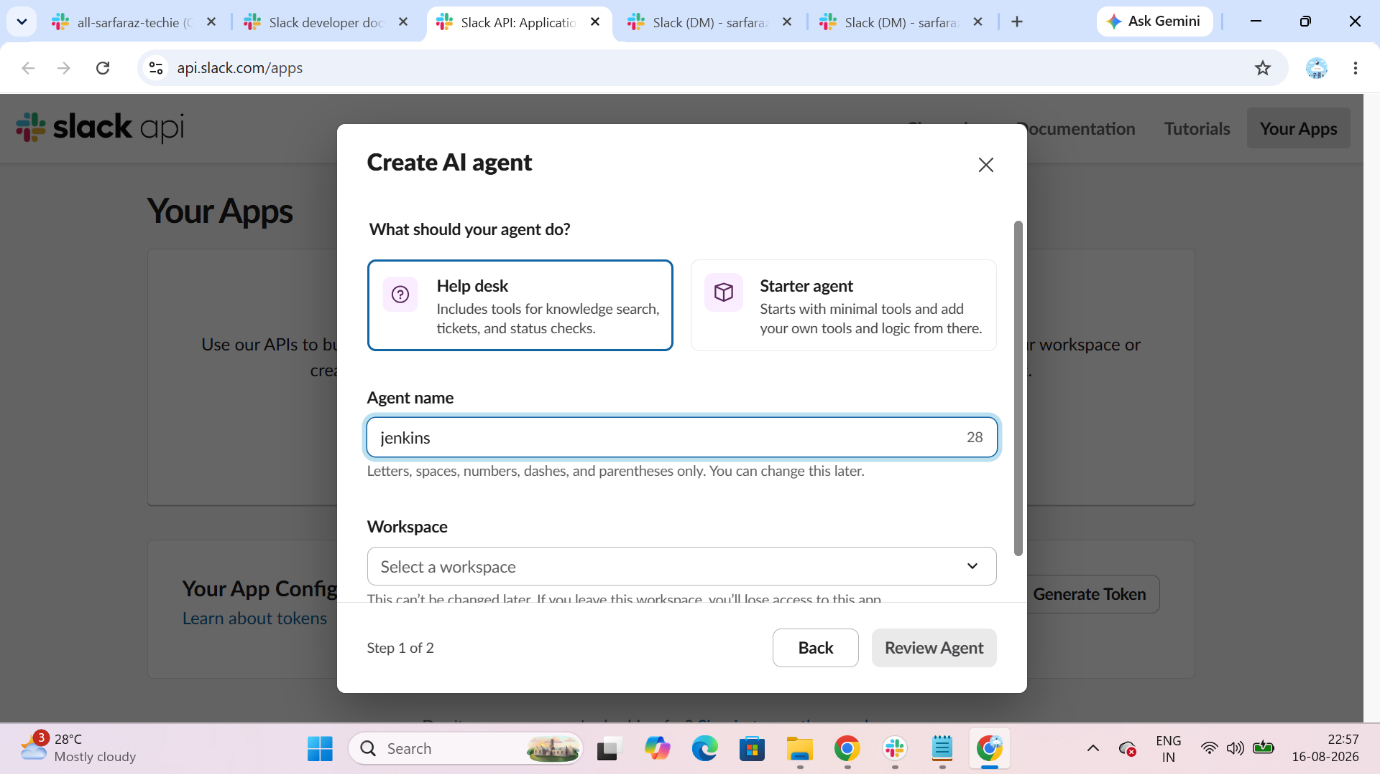 all-sarfaraz-techie (C
Slack developer doc
Slack API: Applicatio
Slack (DM) - sarfaraz
Slack (DM) - sarfara
Ask Gemini
api.slack.com/apps
slack api
Documentation
Tutorials
Your Apps
Create AI agent
Your Apps
What should your agent do?
Help desk
Includes tools for knowledge search,
tickets, and status checks.
Starter agent
Starts with minimal tools and add
your own tools and logic from there.
Use our APIs to bu
r workspace or
crea
Agent name
jenkins
28
Letters, spaces, numbers, dashes, and parentheses only. You can change this later.
Workspace
Select a workspace
This can't be changed later. If you leave this workspace, you'll lose access to this app.
Your App Config
Learn about tokens
Generate Token
Step 1 of 2
Back
Review Agent
3
28°C
Mostly cloudy
Search
ENG
IN
22:57
16-08-2026